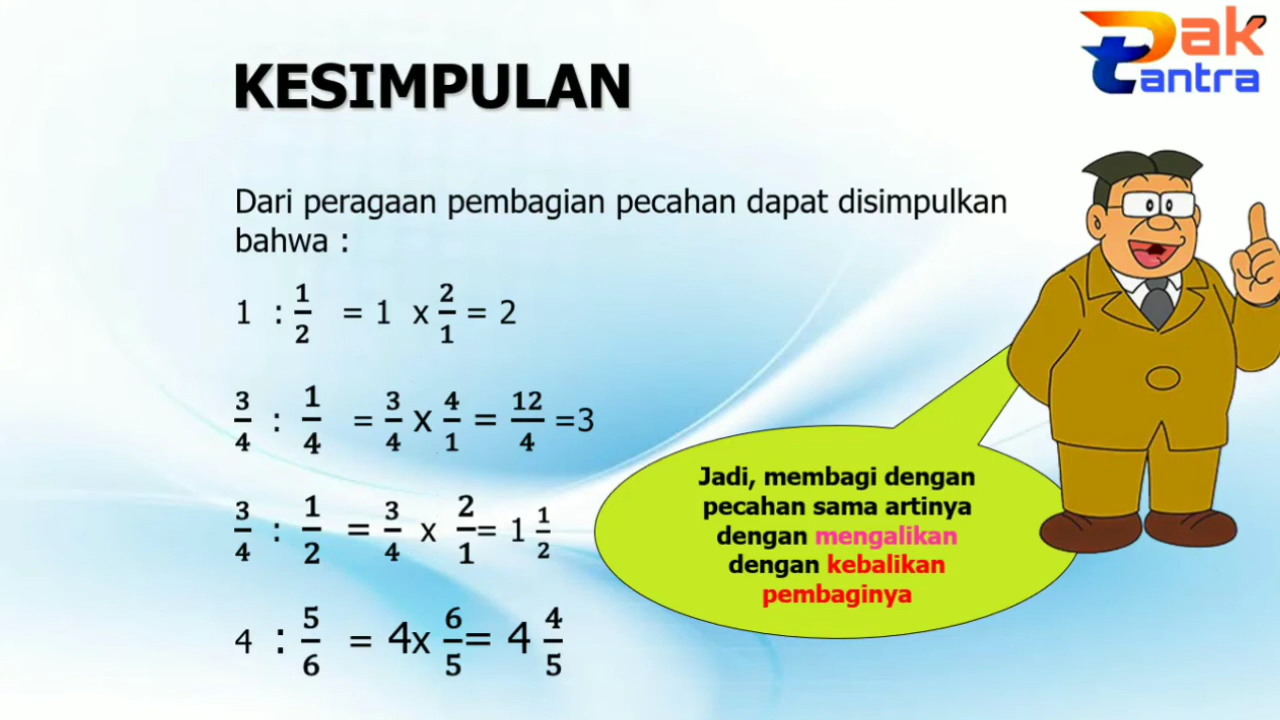 Pak
tantra
KESIMPULAN
Dari peragaan pembagian pecahan dapat disimpulkan
bahwa :
1 : 1/2 = 1 x 2/1 = 2
3/4 : 1/4 = 3/4 x 4/1 = 12/4 =3
3/4 : 1/2 = 3/4 x 2/1 = 1 1/2
4 : 5/6 = 4x 6/5 = 4 4/5
Jadi, membagi dengan
pecahan sama artinya
dengan mengalikan
dengan kebalikan
pembaginya